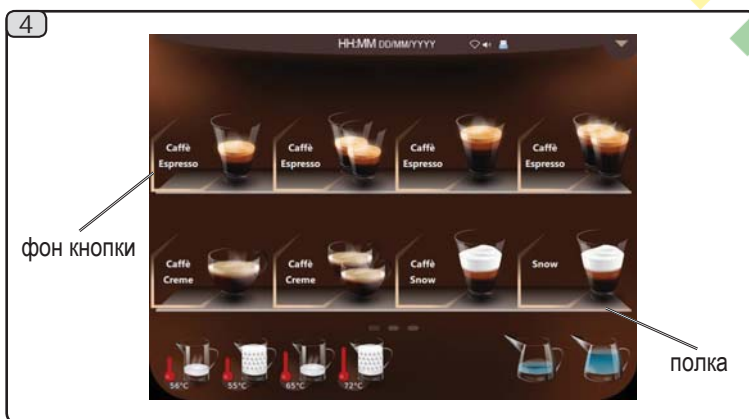 4
HH:MM DD/MM/YYYY
Caffè
Espresso
Caffè
Espresso
Caffè
Espresso
Caffè
Espresso
фон кнопки
Caffè
Creme
Caffè
Creme
Caffè
Snow
Snow
полка
56°C
55°C
65°C
72°C